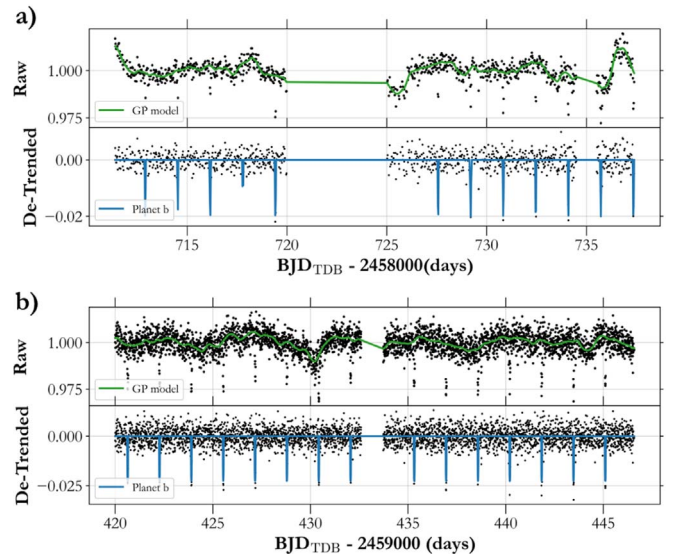 a)
Raw
1.000
0.975
GP model
De-Trended
0.00
−0.02
Planet b
715 720 725 730 735
BJD_TDB - 2458000(days)
b)
Raw
1.000
0.975
GP model
De-Trended
0.000
−0.025
Planet b
420 425 430 435 440 445
BJD_TDB - 2459000 (days)